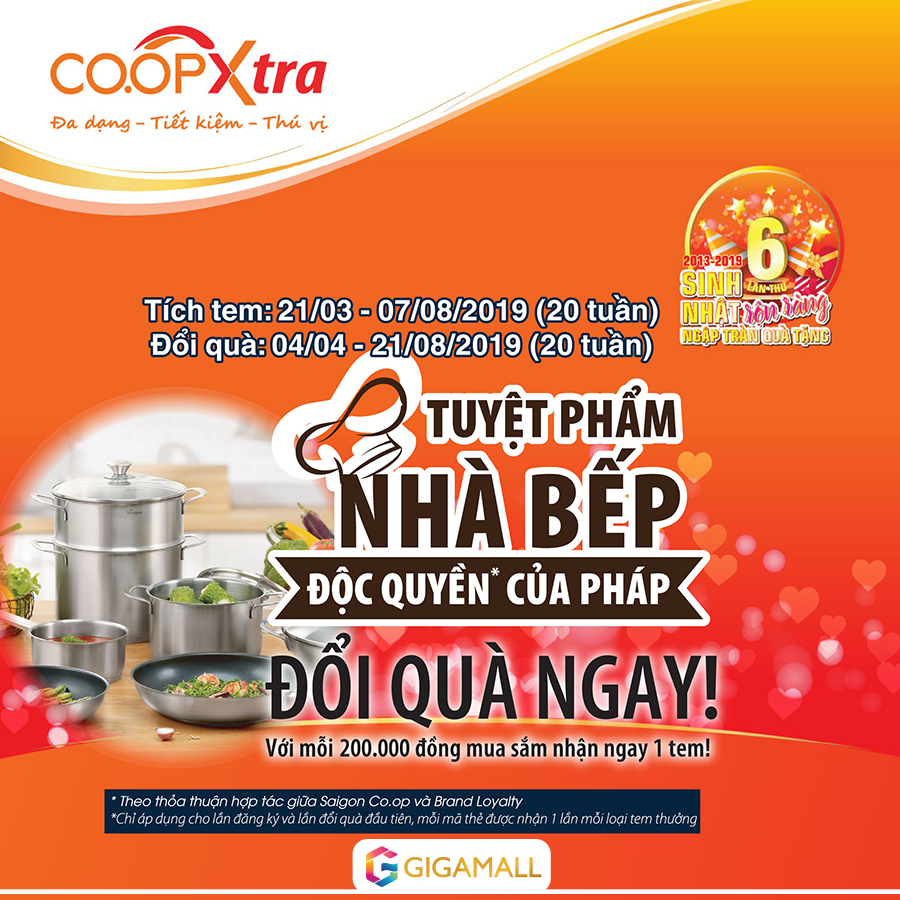 CO.OPXtra
Đa dạng - Tiết kiệm - Thú vị
6
LẦN THỨ
2013-2019
SINH
NHẬT rộn ràng
NGẬP TRÀN QUÀ TẶNG
Tích tem: 21/03 - 07/08/2019 (20 tuần)
Đổi quà: 04/04 - 21/08/2019 (20 tuần)
TUYỆT PHẨM
NHÀ BẾP
ĐỘC QUYỀN* CỦA PHÁP
ĐỔI QUÀ NGAY!
Với mỗi 200.000 đồng mua sắm nhận ngay 1 tem!
* Theo thỏa thuận hợp tác giữa Saigon Co.op và Brand Loyalty
*Chỉ áp dụng cho lần đăng ký và lần đổi quà đầu tiên, mỗi mã thẻ được nhận 1 lần mỗi loại tem thưởng
GIGAMALL